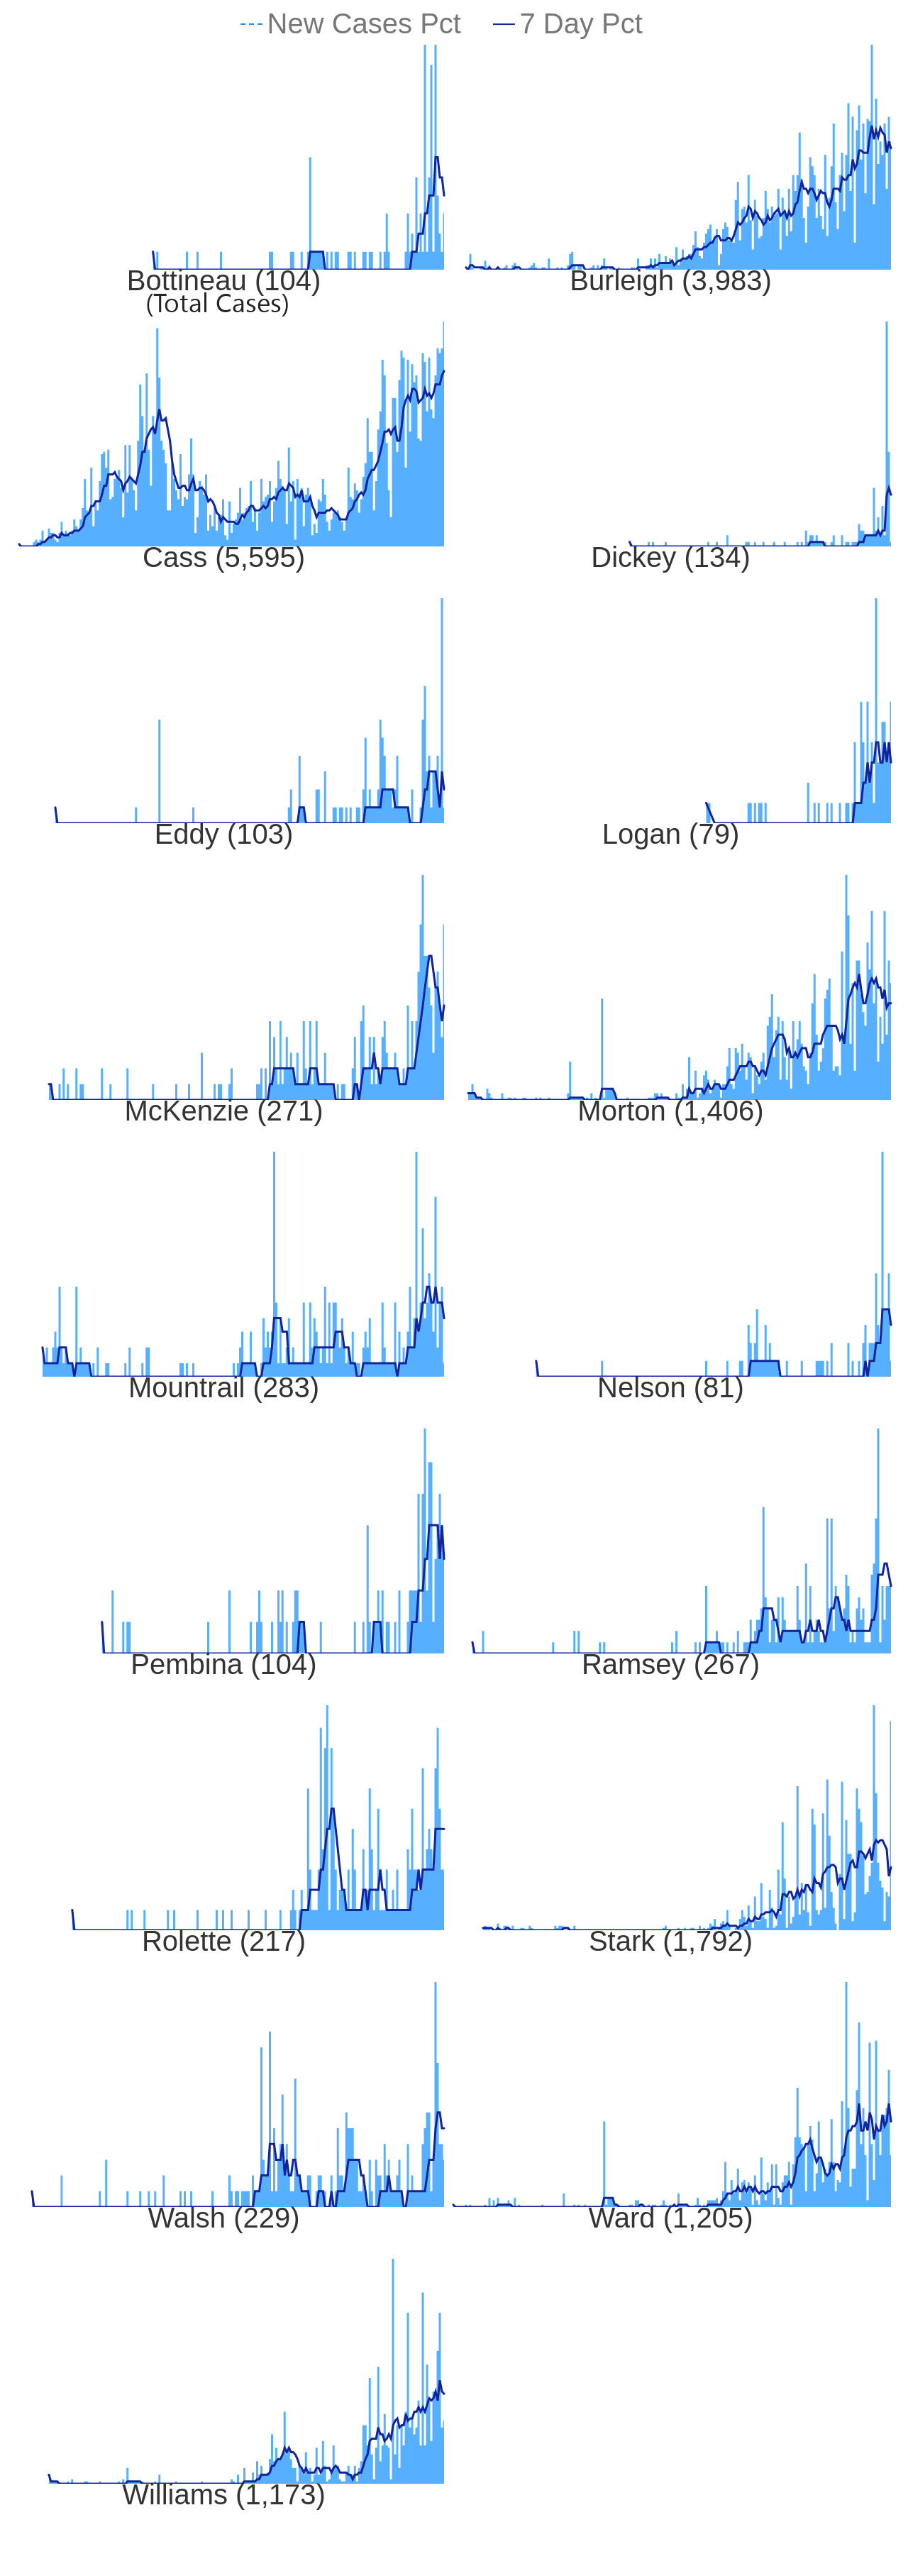 New Cases Pct 7 Day Pct
Bottineau (104) Burleigh (3,983)
(Total Cases)
Cass (5,595) Dickey (134)
Eddy (103) Logan (79)
McKenzie (271) Morton (1,406)
Mountrail (283) Nelson (81)
Pembina (104) Ramsey (267)
Rolette (217) Stark (1,792)
Walsh (229) Ward (1,205)
Williams (1,173)